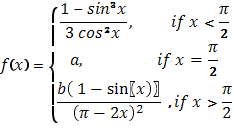 f(x) = { (1 − sin³x)/(3 cos²x), if x < π/2
a, if x = π/2
b( 1 − sin〖x)〗/(π − 2x)² , if x > π/2